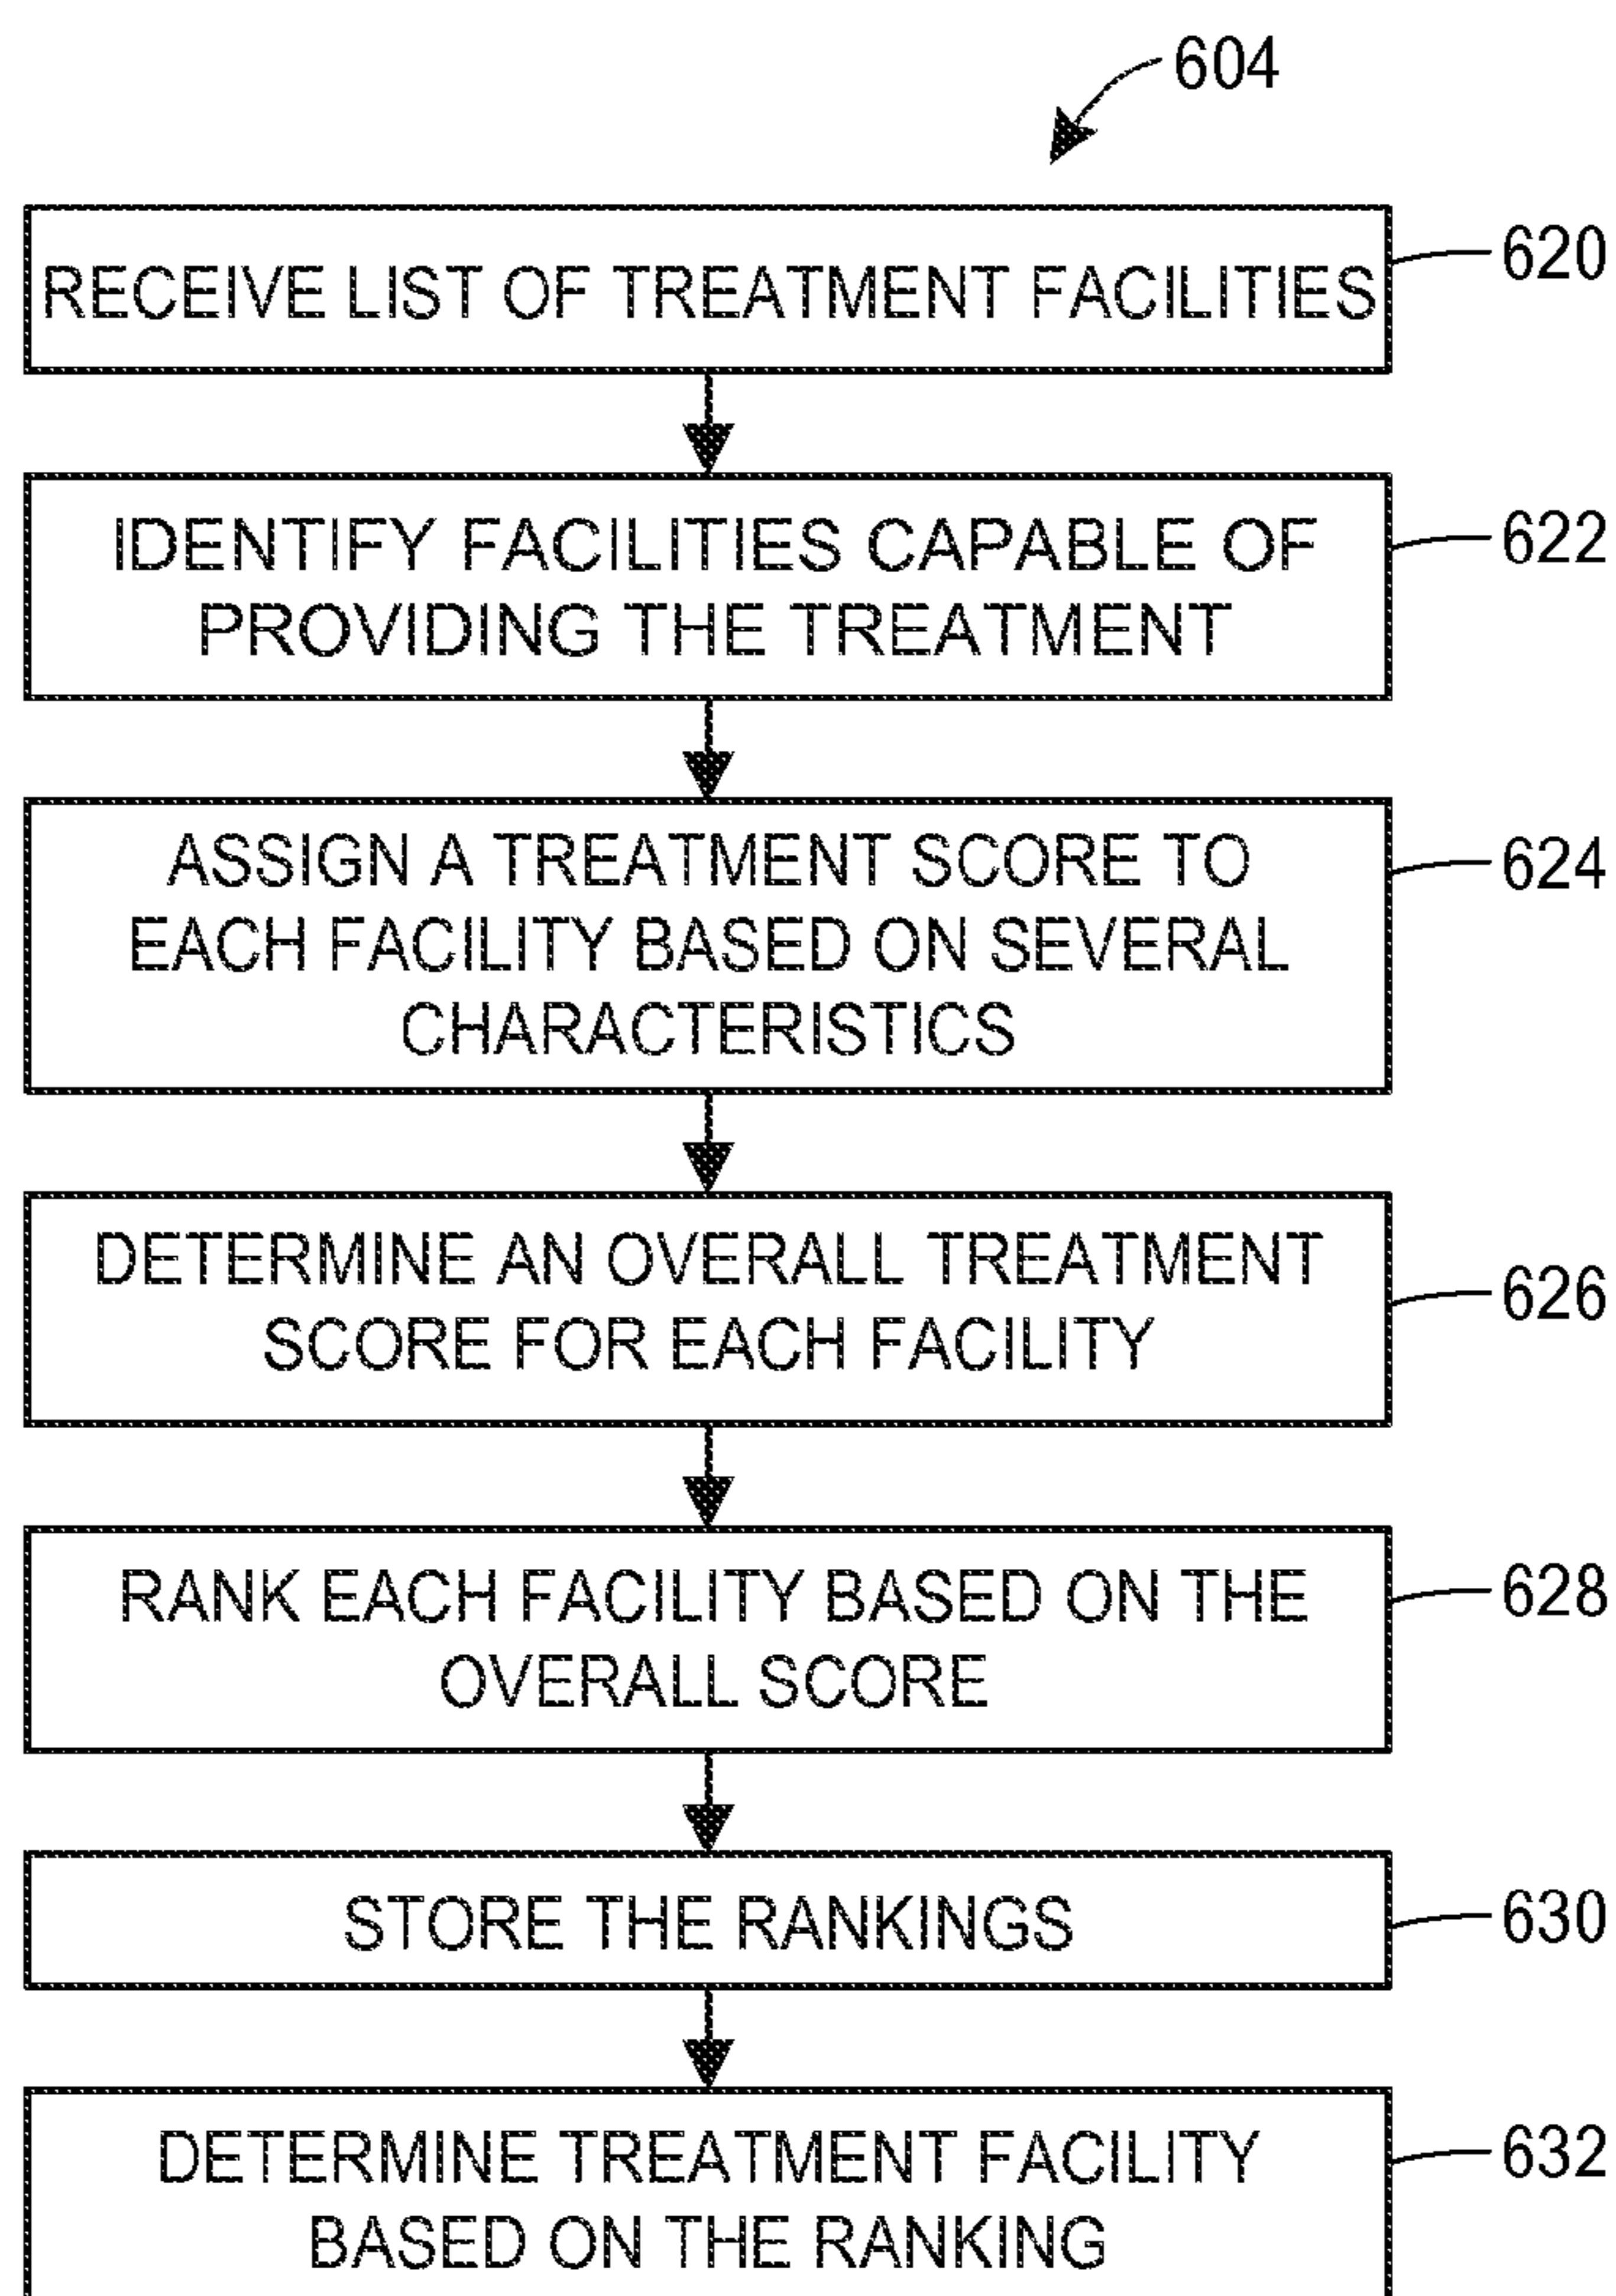 604
RECEIVE LIST OF TREATMENT FACILITIES
620
IDENTIFY FACILITIES CAPABLE OF
PROVIDING THE TREATMENT
622
ASSIGN A TREATMENT SCORE TO
EACH FACILITY BASED ON SEVERAL
CHARACTERISTICS
624
DETERMINE AN OVERALL TREATMENT
SCORE FOR EACH FACILITY
626
RANK EACH FACILITY BASED ON THE
OVERALL SCORE
628
STORE THE RANKINGS
630
DETERMINE TREATMENT FACILITY
BASED ON THE RANKING
632